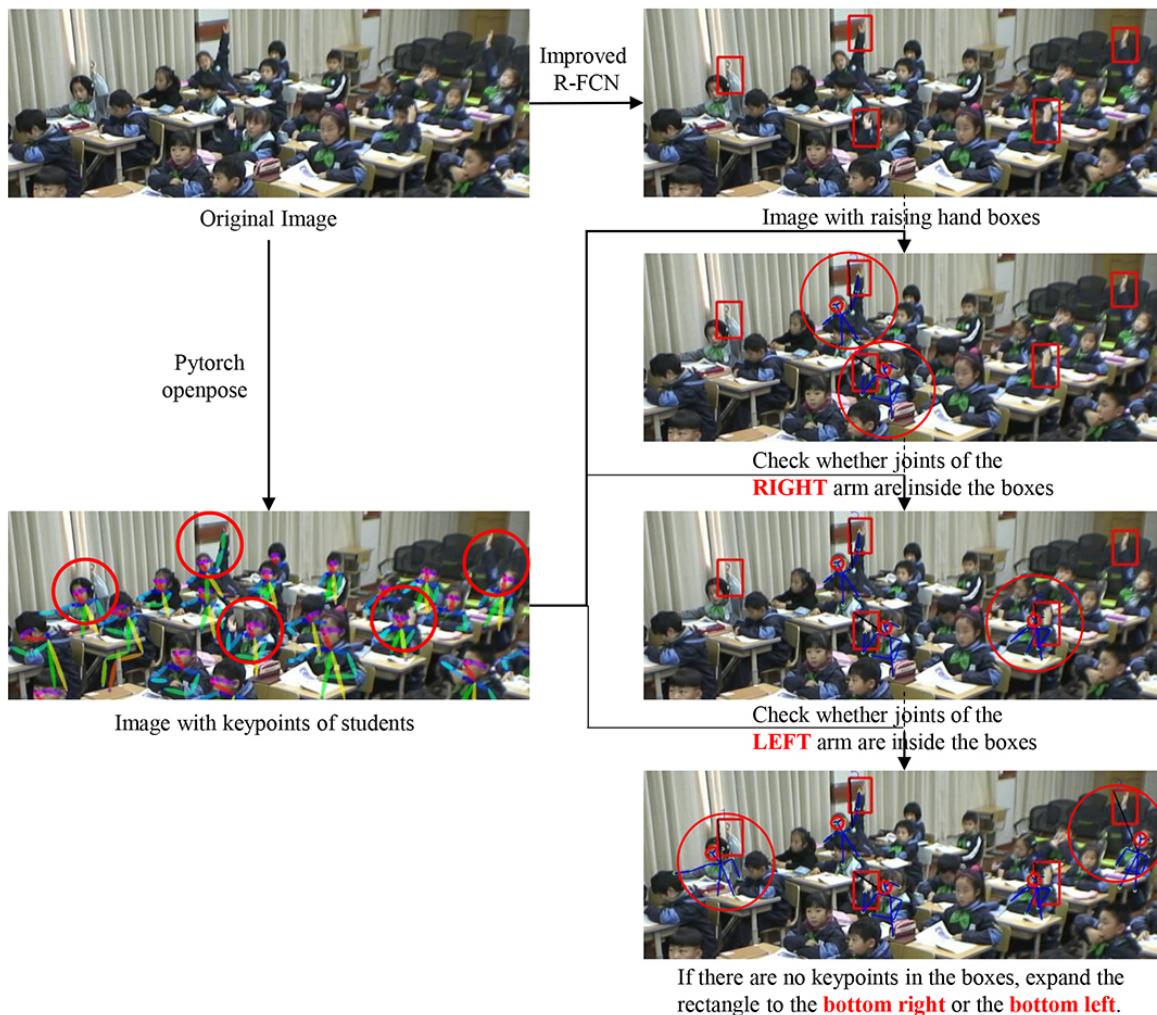 Improved
R-FCN
Original Image
Image with raising hand boxes
Pytorch
openpose
Check whether joints of the
RIGHT arm are inside the boxes
Image with keypoints of students
Check whether joints of the
LEFT arm are inside the boxes
If there are no keypoints in the boxes, expand the
rectangle to the bottom right or the bottom left.